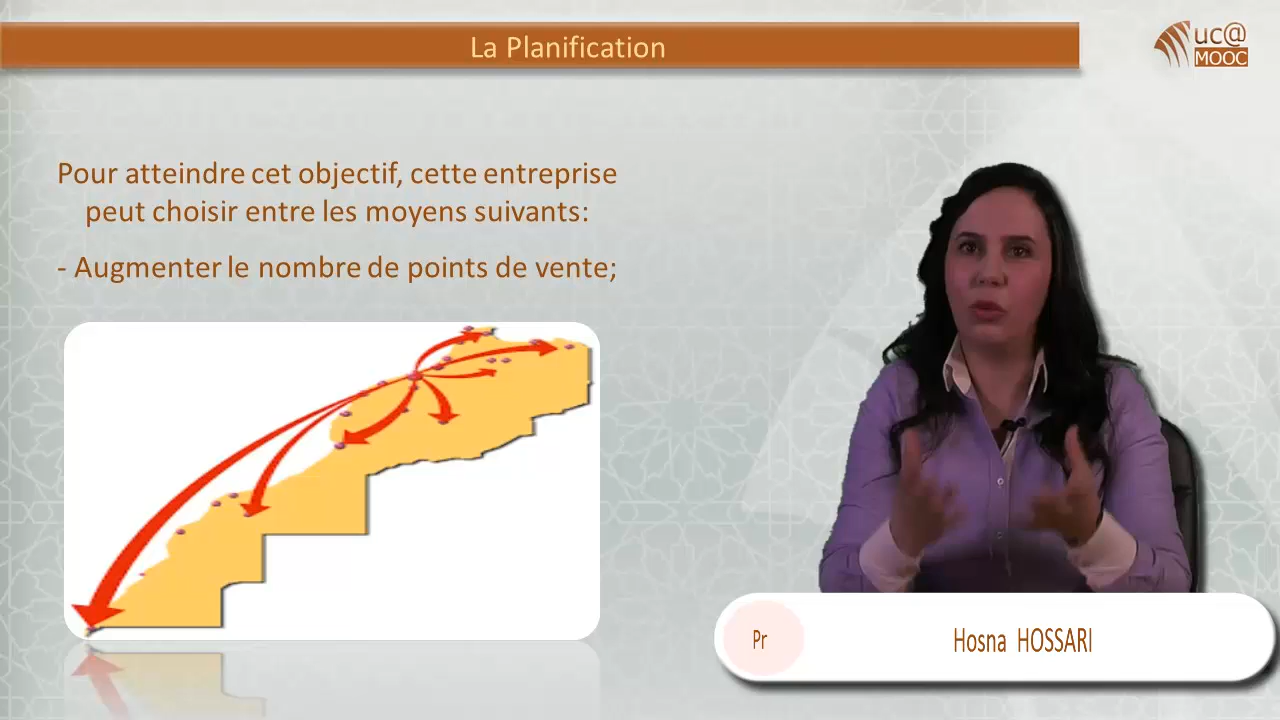 La Planification
uc@
MOOC
Pour atteindre cet objectif, cette entreprise
peut choisir entre les moyens suivants:
- Augmenter le nombre de points de vente;
Pr
Hosna HOSSARI